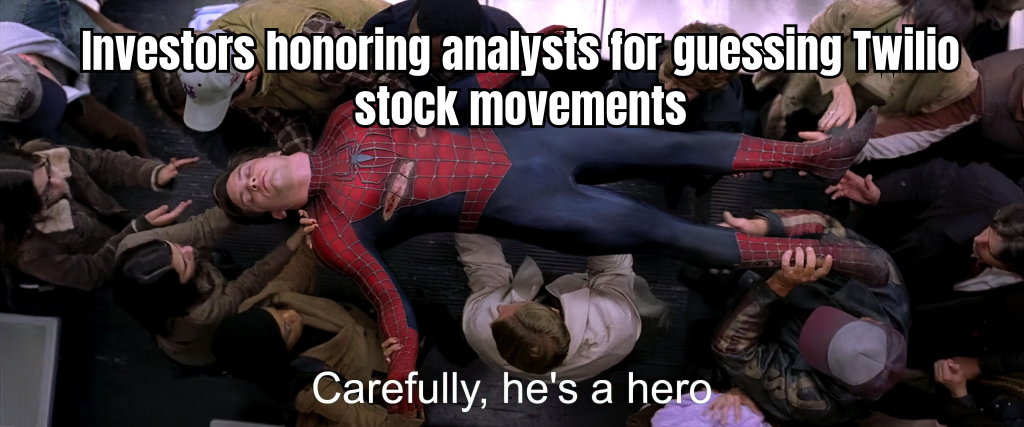 Investors honoring analysts for guessing Twilio
stock movements
Carefully, he's a hero